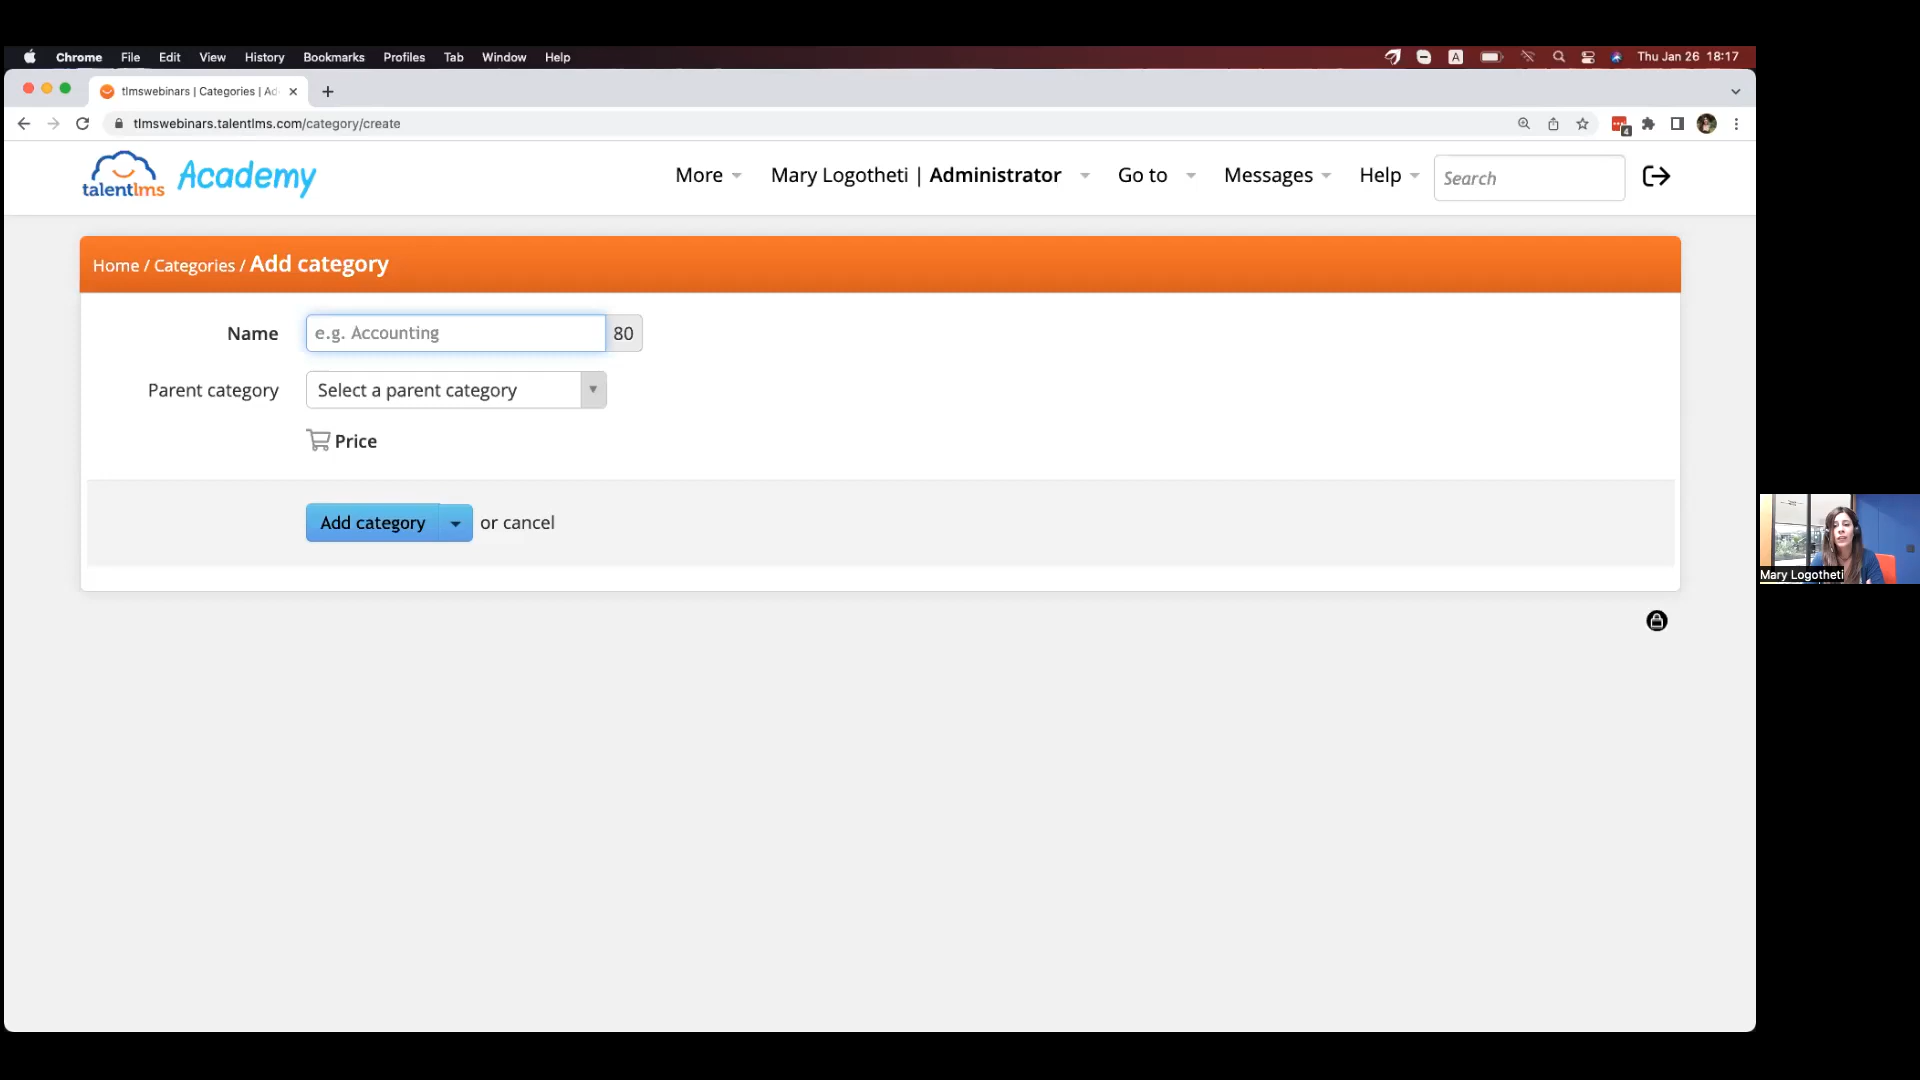 Chrome File Edit View History Bookmarks Profiles Tab Window Help A Thu Jan 26 18:17
tlmswebinars | Categories | Ad
tlmswebinars.talentlms.com/category/create 4
talentlms Academy More Mary Logotheti | Administrator Go to Messages Help Search
Home / Categories / Add category
Name e.g. Accounting 80
Parent category Select a parent category
Price
Add category or cancel
Mary Logotheti